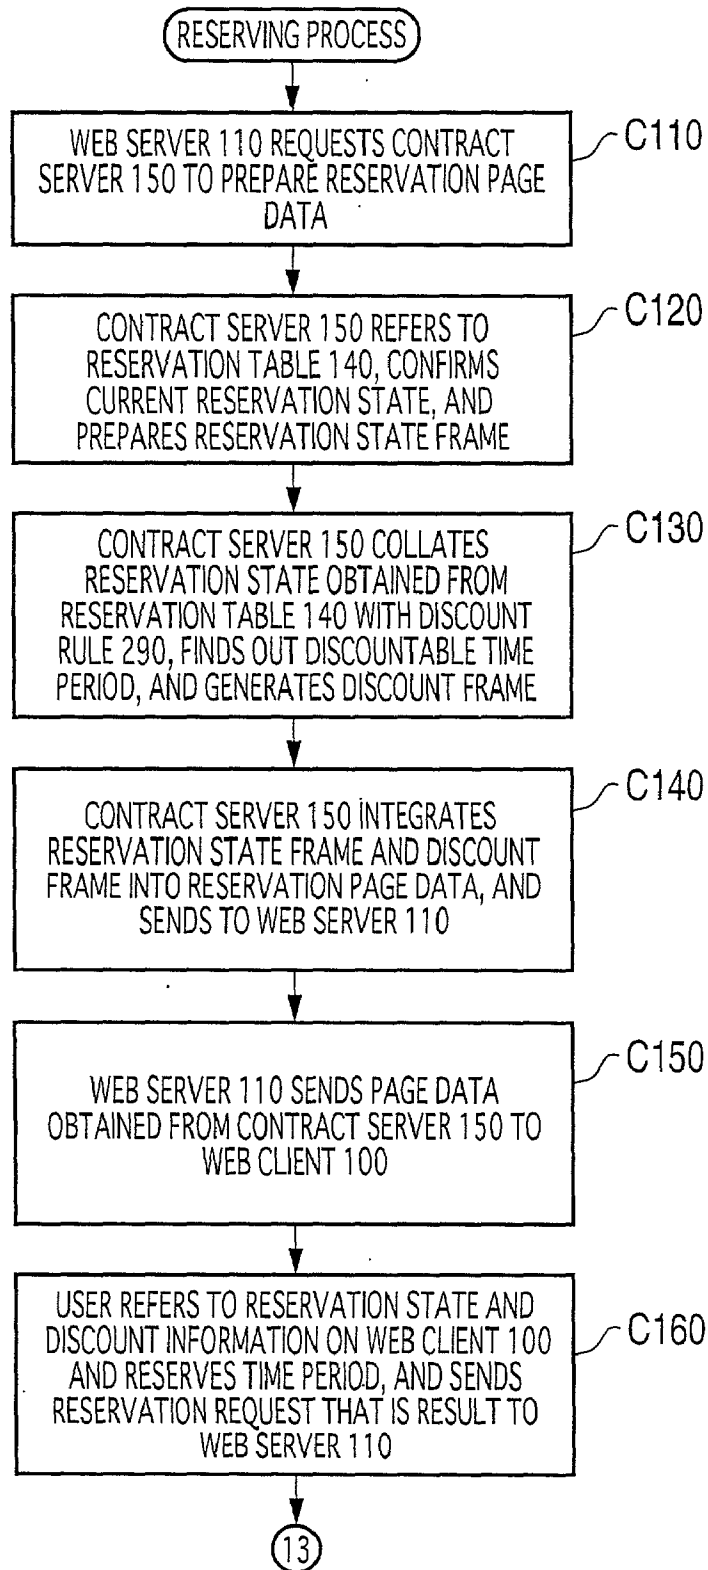 RESERVING PROCESS
WEB SERVER 110 REQUESTS CONTRACT
SERVER 150 TO PREPARE RESERVATION PAGE
DATA
C110
CONTRACT SERVER 150 REFERS TO
RESERVATION TABLE 140, CONFIRMS
CURRENT RESERVATION STATE, AND
PREPARES RESERVATION STATE FRAME
C120
CONTRACT SERVER 150 COLLATES
RESERVATION STATE OBTAINED FROM
RESERVATION TABLE 140 WITH DISCOUNT
RULE 290, FINDS OUT DISCOUNTABLE TIME
PERIOD, AND GENERATES DISCOUNT FRAME
C130
CONTRACT SERVER 150 INTEGRATES
RESERVATION STATE FRAME AND DISCOUNT
FRAME INTO RESERVATION PAGE DATA, AND
SENDS TO WEB SERVER 110
C140
WEB SERVER 110 SENDS PAGE DATA
OBTAINED FROM CONTRACT SERVER 150 TO
WEB CLIENT 100
C150
USER REFERS TO RESERVATION STATE AND
DISCOUNT INFORMATION ON WEB CLIENT 100
AND RESERVES TIME PERIOD, AND SENDS
RESERVATION REQUEST THAT IS RESULT TO
WEB SERVER 110
C160
13